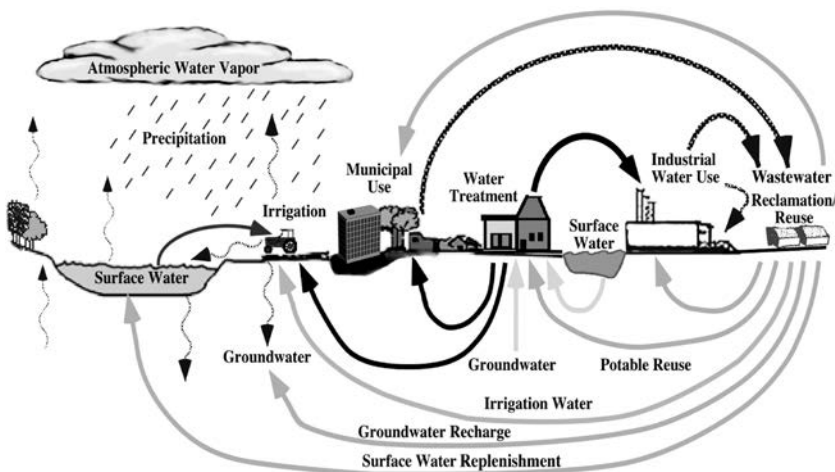 Atmospheric Water Vapor
Precipitation
Municipal
Use
Industrial
Water Use
Wastewater
Reclamation/
Reuse
Water
Treatment
Irrigation
Surface
Water
Surface Water
Groundwater
Groundwater
Potable Reuse
Irrigation Water
Groundwater Recharge
Surface Water Replenishment